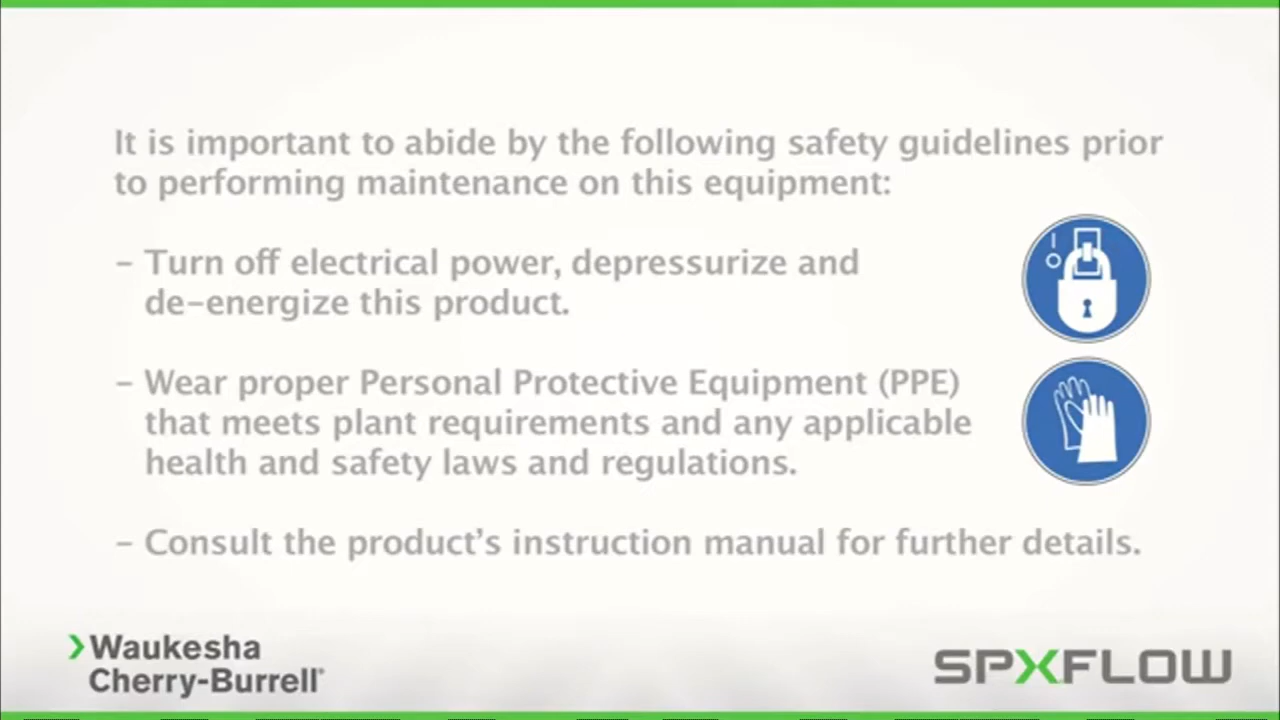 It is important to abide by the following safety guidelines prior
to performing maintenance on this equipment:
– Turn off electrical power, depressurize and
de-energize this product.
– Wear proper Personal Protective Equipment (PPE)
that meets plant requirements and any applicable
health and safety laws and regulations.
– Consult the product’s instruction manual for further details.
Waukesha
Cherry-Burrell®
SPXFLOW